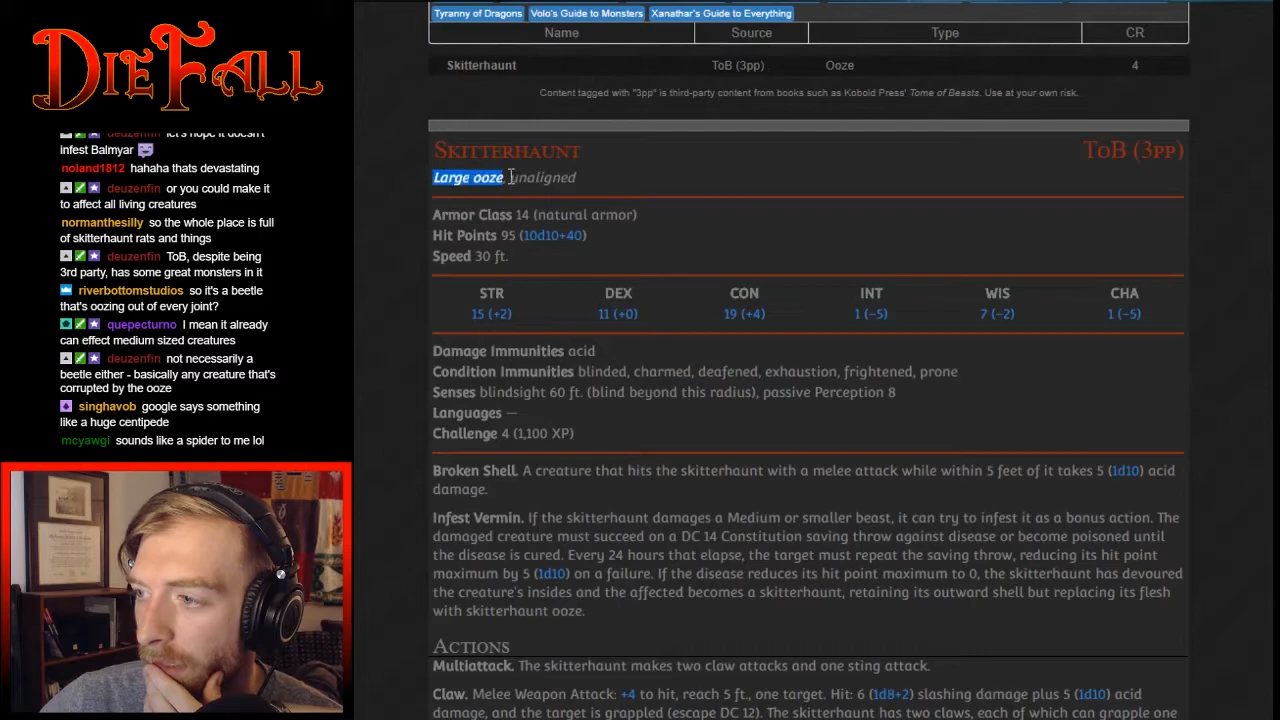 DIEFALL
deuzenfin let's hope it doesn't
infest Balmyar
noland1812 hahaha thats devastating
deuzenfin or you could make it
to affect all living creatures
normanthesilly so the whole place is full
of skitterhaunt rats and things
deuzenfin ToB, despite being
3rd party, has some great monsters in it
riverbottomstudios so it's a beetle
that's oozing out of every joint?
quepecturno I mean it already
can effect medium sized creatures
deuzenfin not necessarily a
beetle either - basically any creature that's
corrupted by the ooze
singhavob google says something
like a huge centipede
mcyawgi sounds like a spider to me lol
Tyranny of Dragons Volo's Guide to Monsters Xanathar's Guide to Everything
Name Source Type CR
Skitterhaunt ToB (3pp) Ooze 4
Content tagged with "3pp" is third-party content from books such as Kobold Press' Tome of Beasts. Use at your own risk.
Skitterhaunt ToB (3pp)
Large ooze, unaligned
Armor Class 14 (natural armor)
Hit Points 95 (10d10+40)
Speed 30 ft.
STR DEX CON INT WIS CHA
15 (+2) 11 (+0) 19 (+4) 1 (-5) 7 (-2) 1 (-5)
Damage Immunities acid
Condition Immunities blinded, charmed, deafened, exhaustion, frightened, prone
Senses blindsight 60 ft. (blind beyond this radius), passive Perception 8
Languages —
Challenge 4 (1,100 XP)
Broken Shell. A creature that hits the skitterhaunt with a melee attack while within 5 feet of it takes 5 (1d10) acid
damage.
Infest Vermin. If the skitterhaunt damages a Medium or smaller beast, it can try to infest it as a bonus action. The
damaged creature must succeed on a DC 14 Constitution saving throw against disease or become poisoned until
the disease is cured. Every 24 hours that elapse, the target must repeat the saving throw, reducing its hit point
maximum by 5 (1d10) on a failure. If the disease reduces its hit point maximum to 0, the skitterhaunt has devoured
the creature's insides and the affected becomes a skitterhaunt, retaining its outward shell but replacing its flesh
with skitterhaunt ooze.
Actions
Multiattack. The skitterhaunt makes two claw attacks and one sting attack.
Claw. Melee Weapon Attack: +4 to hit, reach 5 ft., one target. Hit: 6 (1d8+2) slashing damage plus 5 (1d10) acid
damage, and the target is grappled (escape DC 12). The skitterhaunt has two claws, each of which can grapple one